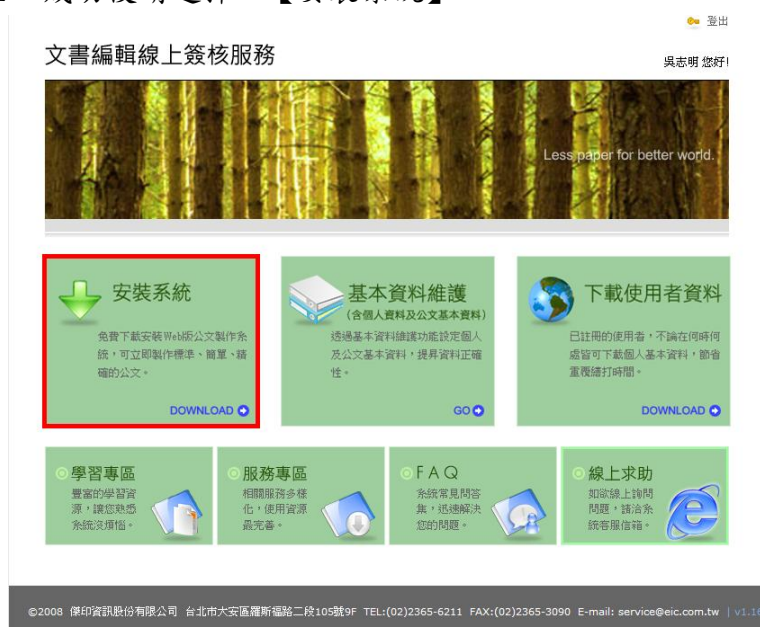 成功後請選擇 【安裝系統】
登出
文書編輯線上簽核服務
吳志明 您好!
Less paper for better world.
安裝系統
免費下載安裝Web版公文製作系
統，可立即製作標準、簡單、精
確的公文。
DOWNLOAD
基本資料維護
(含個人資料及公文基本資料)
透過基本資料維護功能設定個人
及公文基本資料，提昇資料正確
性。
GO
下載使用者資料
已註冊的使用者，不論在何時何
處皆可下載個人基本資料，節省
重覆繕打時間。
DOWNLOAD
學習專區
豐富的學習資
源，讓您熟悉
系統沒煩惱。
服務專區
相關服務多樣
化，使用資源
最完善。
FAQ
系統常見問答
集，迅速解決
您的問題。
線上求助
如欲線上詢問
問題，請洽系
統客服信箱。
©2008 傑印資訊股份有限公司 台北市大安區羅斯福路二段105號9F TEL:(02)2365-6211 FAX:(02)2365-3090 E-mail: service@eic.com.tw | v1.16